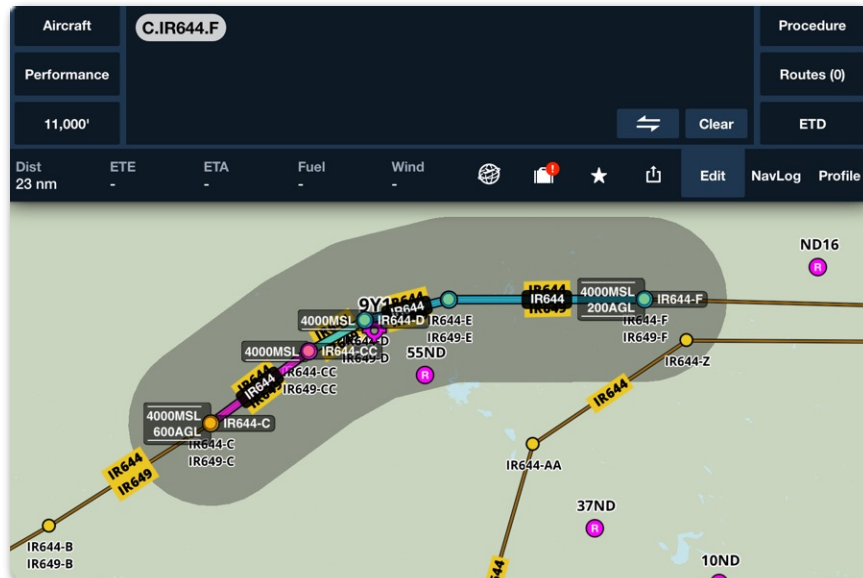 Aircraft
C.IR644.F
Procedure
Performance
Routes (0)
11,000'
Clear
ETD
Dist
23 nm
ETE
-
ETA
-
Fuel
-
Wind
-
!
Edit
NavLog
Profile
ND16
R
IR644
4000MSL
200AGL
IR644-F
IR644-F
IR649-F
IR644
4000MSL
IR644-D
IR649-D
IR644-E
IR649-E
4000MSL
IR644-CC
IR644-CC
IR649-CC
55ND
R
IR644-Z
IR644
IR644
4000MSL
600AGL
IR644-C
IR644-C
IR649-C
IR644
IR649
IR644-AA
IR644-B
IR649-B
37ND
R
10ND